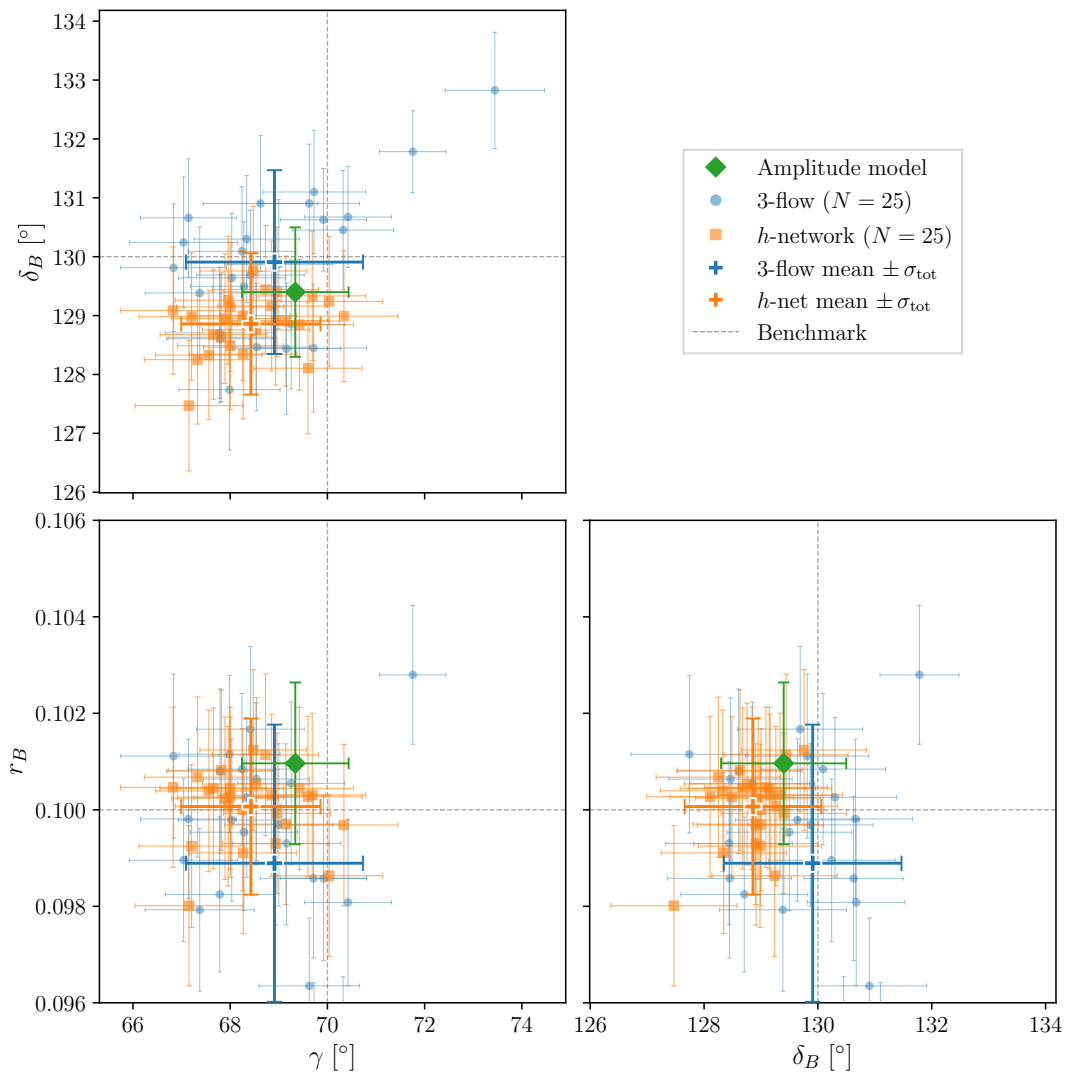 134
133
132
131
130
129
128
127
126
δ_B [°]
Amplitude model
3-flow (N = 25)
h-network (N = 25)
3-flow mean ± σ_tot
h-net mean ± σ_tot
Benchmark
0.106
0.104
0.102
0.100
0.098
0.096
r_B
66 68 70 72 74
γ [°]
126 128 130 132 134
δ_B [°]